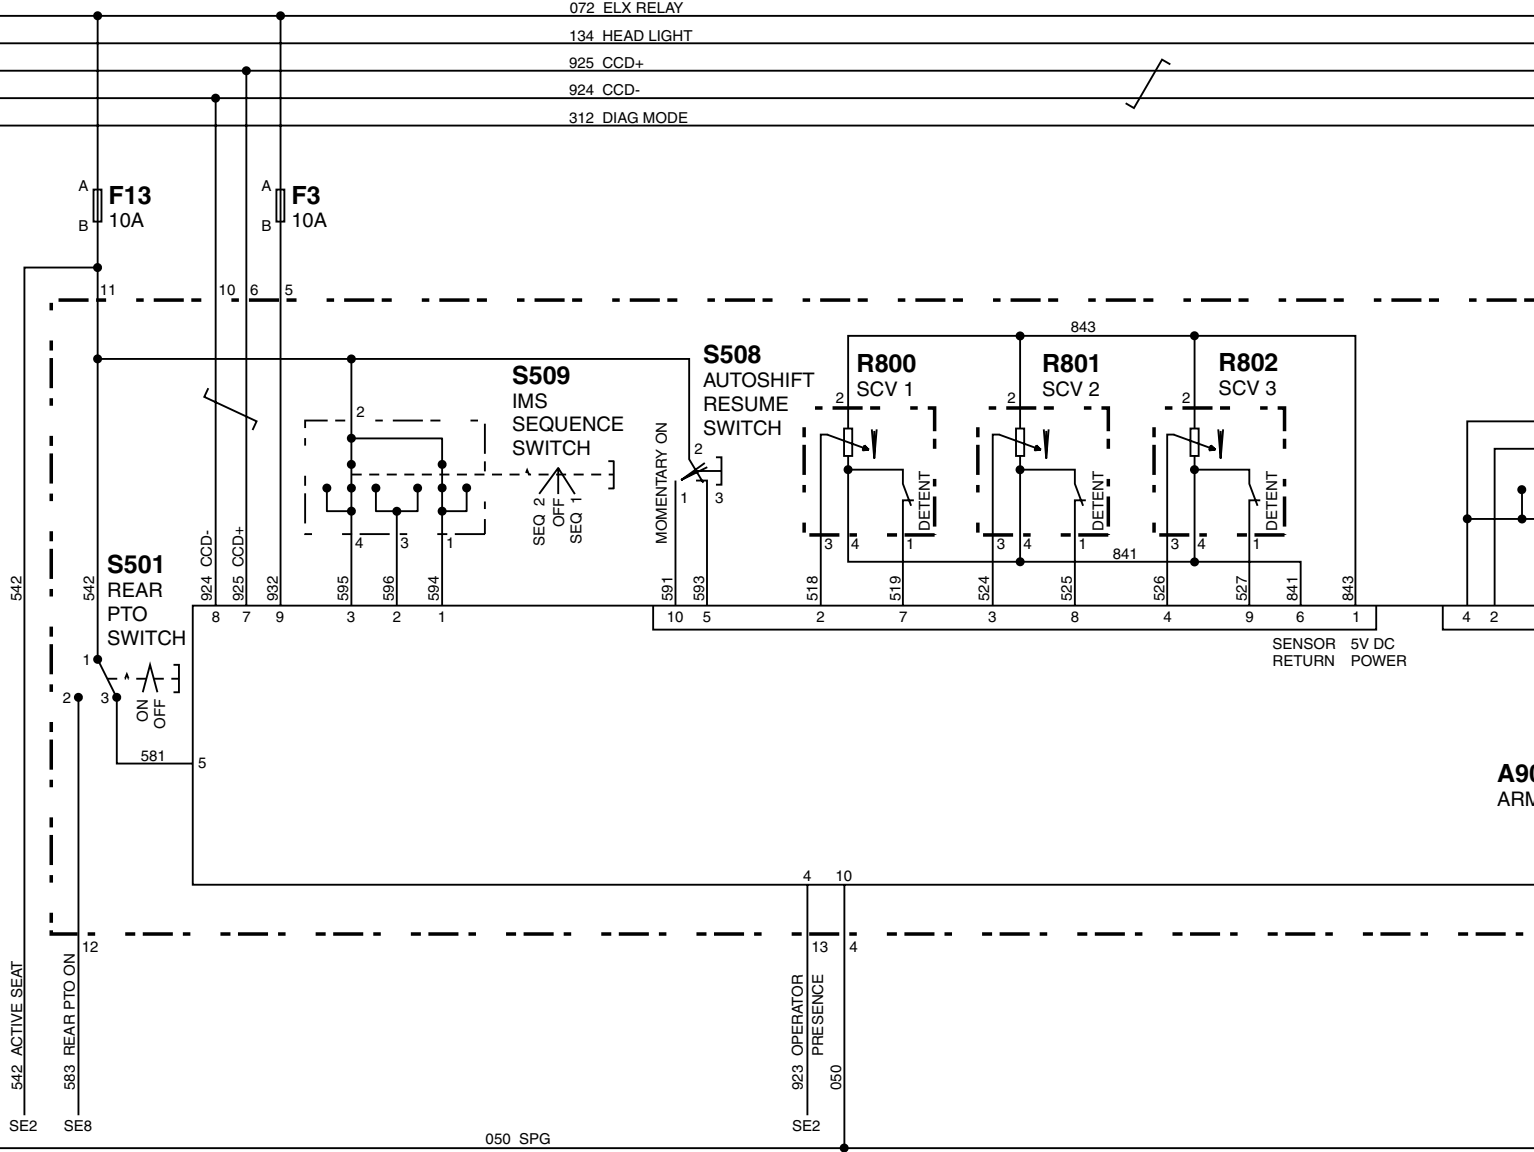 072 ELX RELAY
134 HEAD LIGHT
925 CCD+
924 CCD-
312 DIAG MODE
A
B
F13
10A
A
B
F3
10A
11
10
6
5
843
S509
IMS
SEQUENCE
SWITCH
2
SEQ 2
OFF
SEQ 1
4
3
1
S508
AUTOSHIFT
RESUME
SWITCH
MOMENTARY ON
2
1
3
R800
SCV 1
2
DETENT
3
4
1
R801
SCV 2
2
DETENT
3
4
1
R802
SCV 3
2
DETENT
3
4
1
841
S501
REAR
PTO
SWITCH
542
542
924 CCD-
925 CCD+
932
595
596
594
591
593
518
519
524
525
526
527
841
843
8
7
9
3
2
1
10
5
2
7
3
8
4
9
6
1
4
2
SENSOR
RETURN
5V DC
POWER
1
2
3
ON
OFF
581
5
A90
ARM
4
10
12
13
4
542 ACTIVE SEAT
583 REAR PTO ON
923 OPERATOR
PRESENCE
050
SE2
SE8
SE2
050 SPG